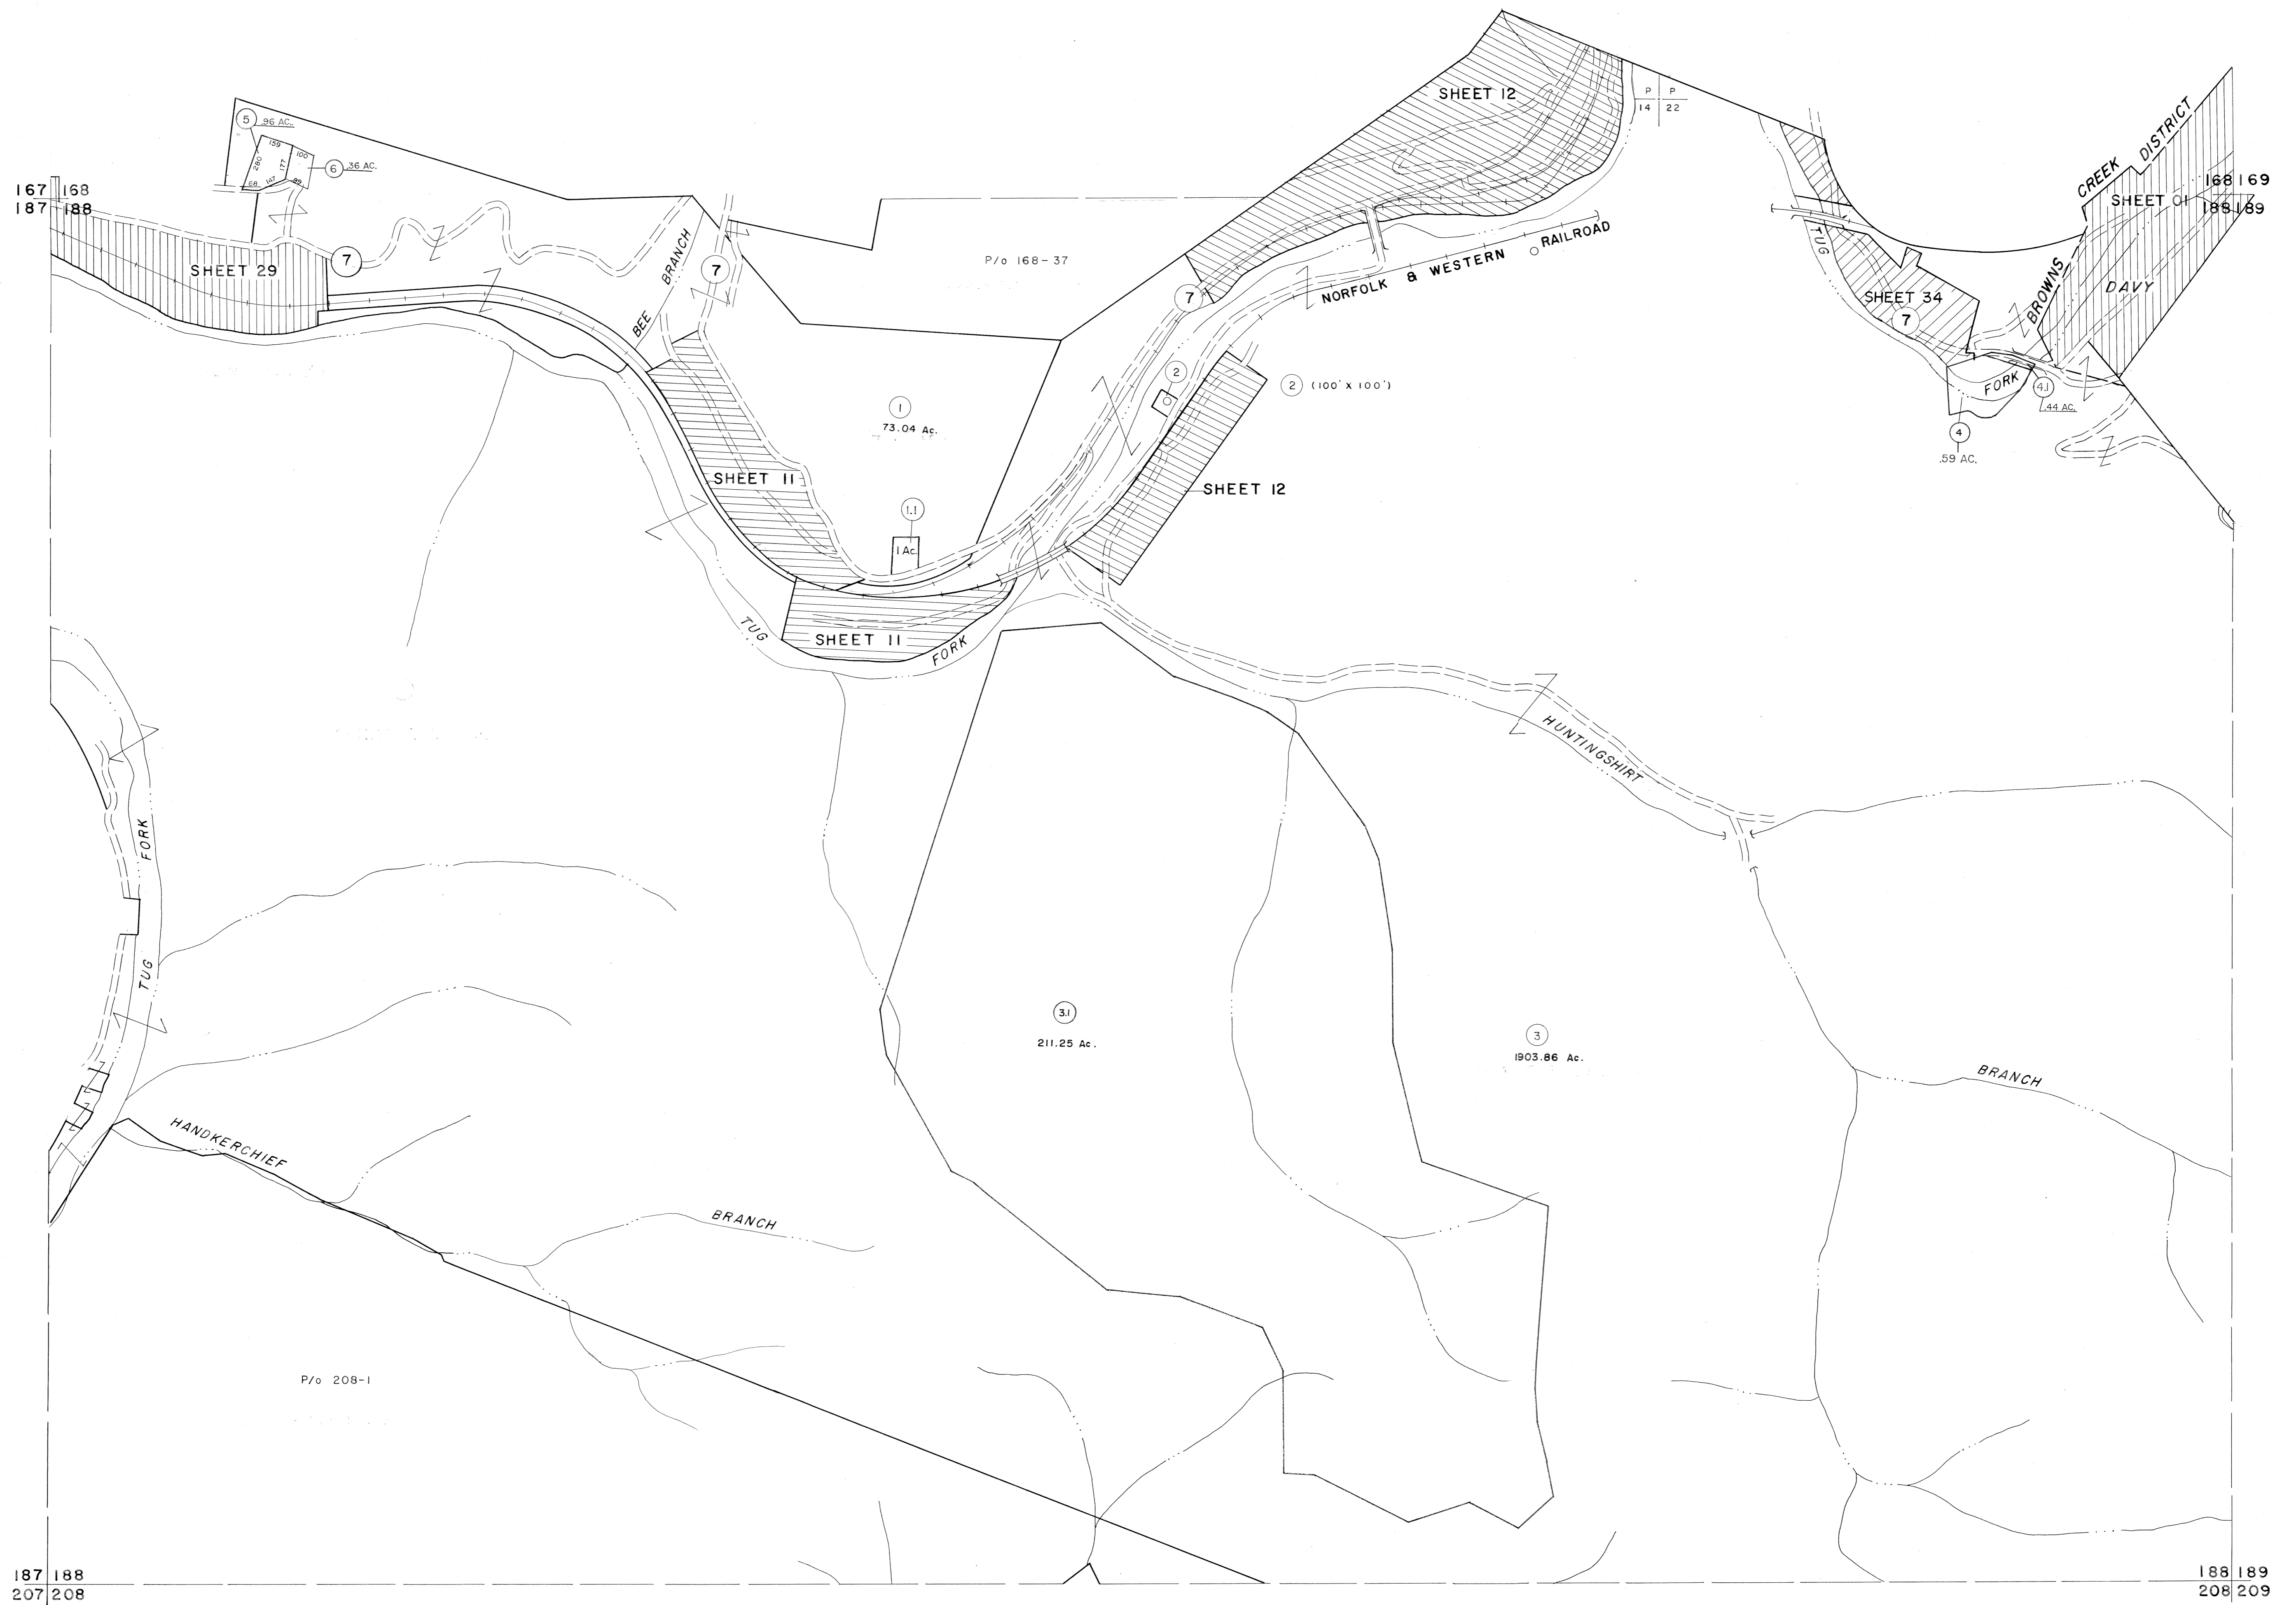 SHEET 12
P P
14 22
5 .96 AC.
159
100
280
177
6 .36 AC.
68
147
89
167 168
187 188
CREEK DISTRICT
168 169
SHEET 01
188 189
SHEET 29
7
BEE BRANCH
7
P/o 168-37
7
NORFOLK & WESTERN RAILROAD
TUG
SHEET 34
7
BROWNS
DAVY
2
2 (100' X 100')
FORK
4.1
.44 AC.
4
.59 AC.
1
73.04 Ac.
SHEET 11
SHEET 12
1.1
1 Ac.
TUG
SHEET 11
FORK
HUNTINGSHIRT
FORK
TUG
3.1
211.25 Ac.
3
1903.86 Ac.
BRANCH
HANDKERCHIEF
BRANCH
P/o 208-1
187 188
207 208
188 189
208 209